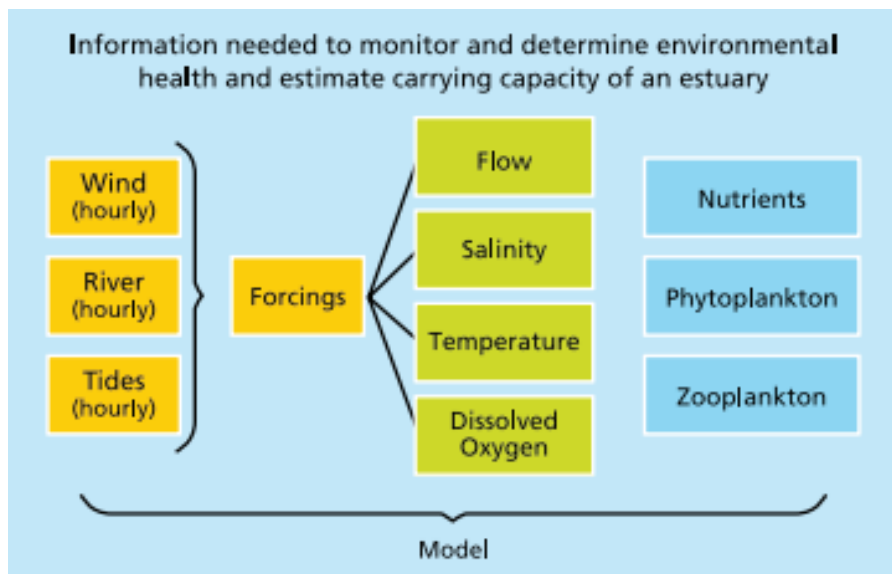 Information needed to monitor and determine environmental
health and estimate carrying capacity of an estuary
Wind
(hourly)
River
(hourly)
Tides
(hourly)
Forcings
Flow
Salinity
Temperature
Dissolved
Oxygen
Nutrients
Phytoplankton
Zooplankton
Model